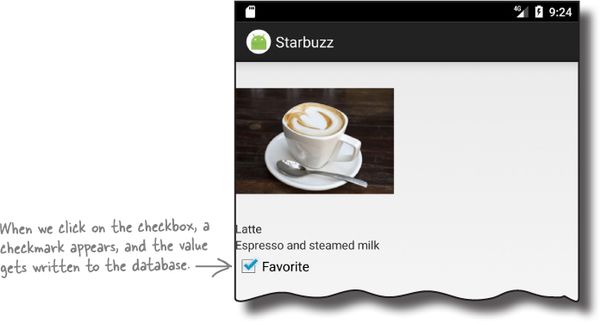 4G 9:24
Starbuzz
Latte
Espresso and steamed milk
Favorite
When we click on the checkbox, a
checkmark appears, and the value
gets written to the database.